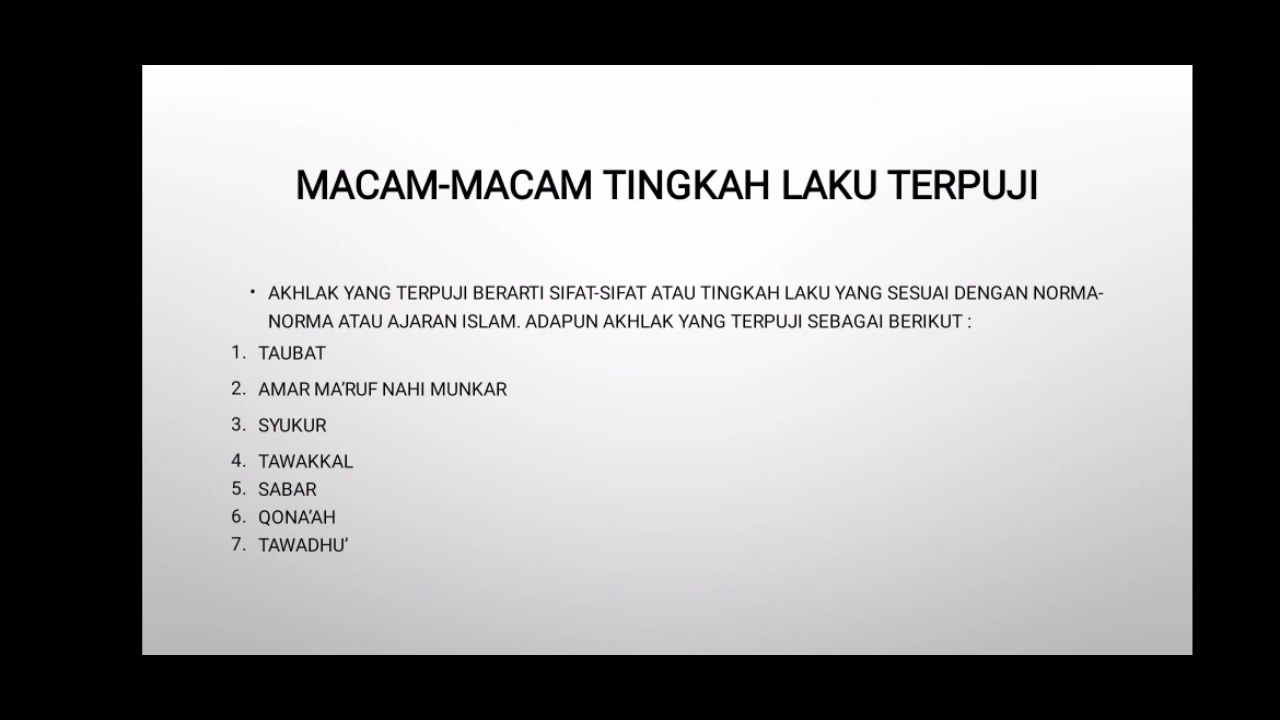 MACAM-MACAM TINGKAH LAKU TERPUJI
• AKHLAK YANG TERPUJI BERARTI SIFAT-SIFAT ATAU TINGKAH LAKU YANG SESUAI DENGAN NORMA-
NORMA ATAU AJARAN ISLAM. ADAPUN AKHLAK YANG TERPUJI SEBAGAI BERIKUT :
1. TAUBAT
2. AMAR MA’RUF NAHI MUNKAR
3. SYUKUR
4. TAWAKKAL
5. SABAR
6. QONA’AH
7. TAWADHU’